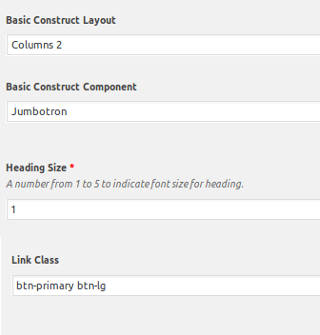 Basic Construct Layout
Columns 2
Basic Construct Component
Jumbotron
Heading Size *
A number from 1 to 5 to indicate font size for heading.
1
Link Class
btn-primary btn-lg